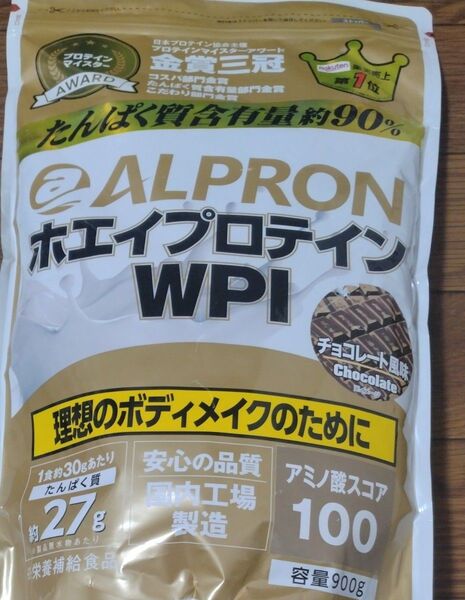 プロテイン
マイスター
AWARD
日本プロテイン協会主催
プロテインマイスターアワード
金賞三冠
コスパ部門金賞
たんぱく質含有量部門金賞
こだわり部門金賞
Rakuten
第1位
たんぱく質含有量約90%
ALPRON
ホエイプロテイン
WPI
チョコレート風味
Chocolate
理想のボディメイクのために
1食約30gあたり
たんぱく質
約27g
安心の品質
国内工場
製造
アミノ酸スコア
100
栄養補給食品
容量900g